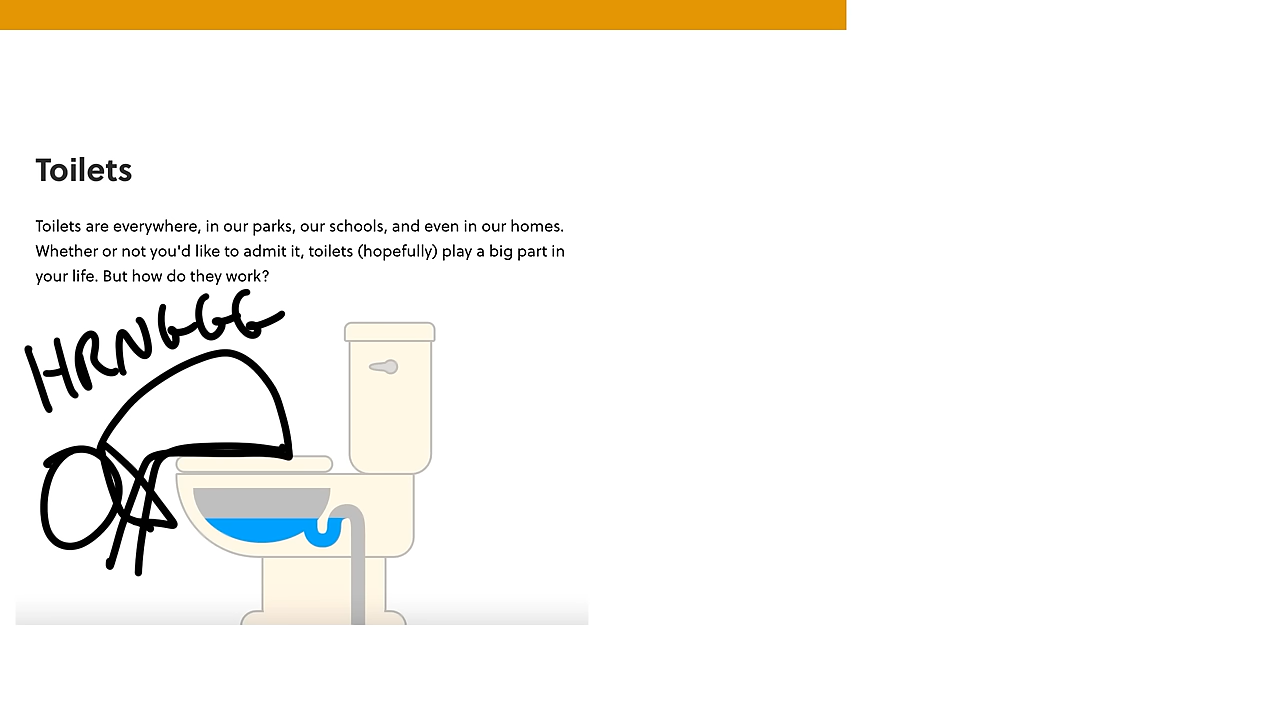 Toilets
Toilets are everywhere, in our parks, our schools, and even in our homes.
Whether or not you'd like to admit it, toilets (hopefully) play a big part in
your life. But how do they work?
HRNGGG